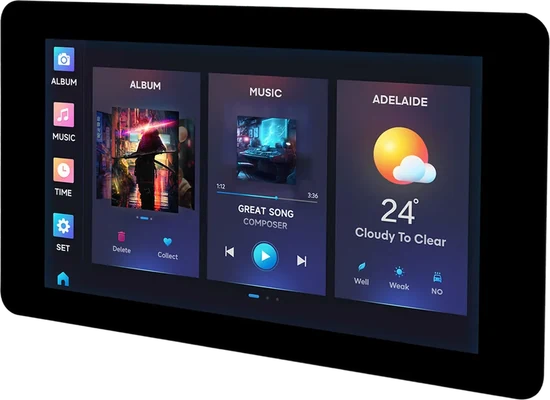 ALBUM
MUSIC
TIME
SET
ALBUM
Delete
Collect
MUSIC
1:12
3:36
GREAT SONG
COMPOSER
ADELAIDE
24°
Cloudy To Clear
Well
Weak
NO